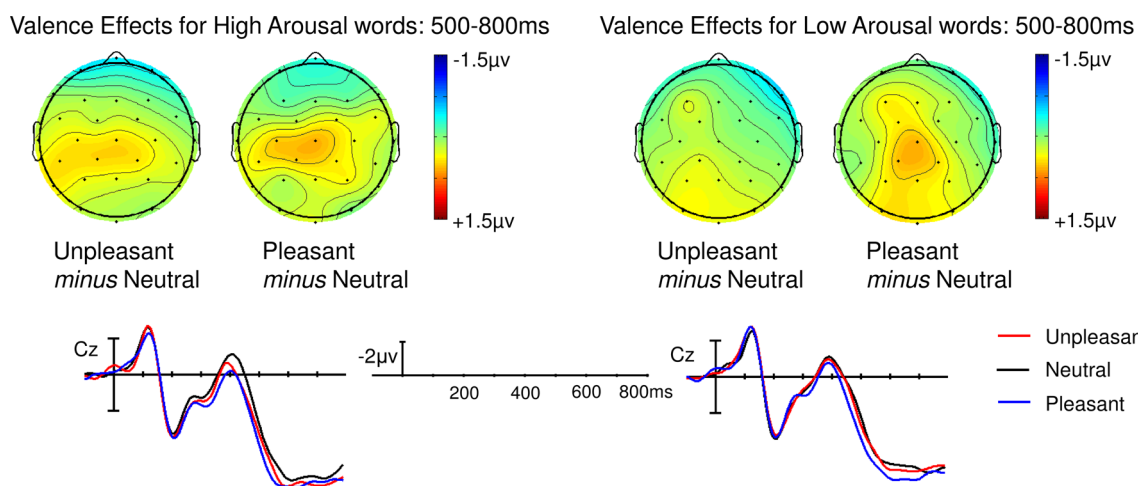 Valence Effects for High Arousal words: 500-800ms
Valence Effects for Low Arousal words: 500-800ms
-1.5μv
+1.5μv
-1.5μv
+1.5μv
Unpleasant
minus Neutral
Pleasant
minus Neutral
Unpleasant
minus Neutral
Pleasant
minus Neutral
Cz
-2μv
200 400 600 800ms
Cz
Unpleasar
Neutral
Pleasant